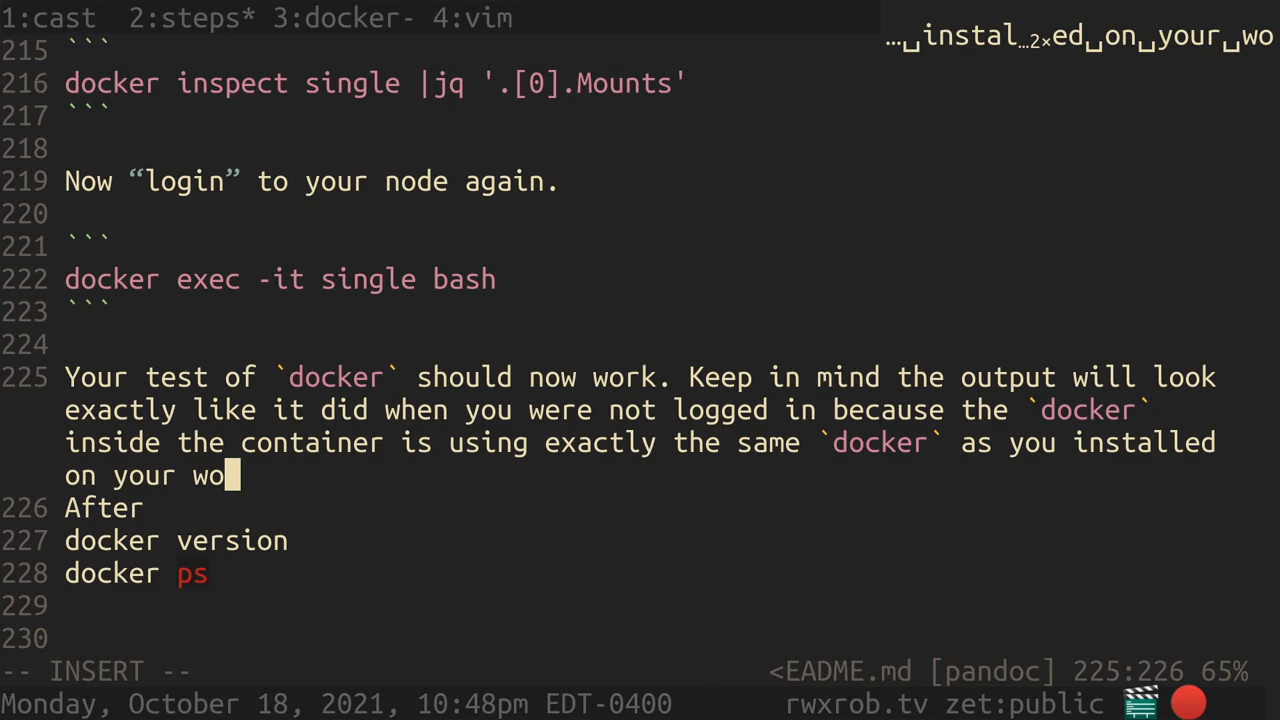 1:cast  2:steps* 3:docker- 4:vim
…␣instal…2×ed␣on␣your␣wo
215 ```
216 docker inspect single |jq '.[0].Mounts'
217 ```
218
219 Now “login” to your node again.
220
221 ```
222 docker exec -it single bash
223 ```
224
225 Your test of `docker` should now work. Keep in mind the output will look
exactly like it did when you were not logged in because the `docker`
inside the container is using exactly the same `docker` as you installed
on your wo
226 After
227 docker version
228 docker ps
229
230
-- INSERT -- <EADME.md [pandoc] 225:226 65%
Monday, October 18, 2021, 10:48pm EDT-0400 rwxrob.tv zet:public 🎬 🔴